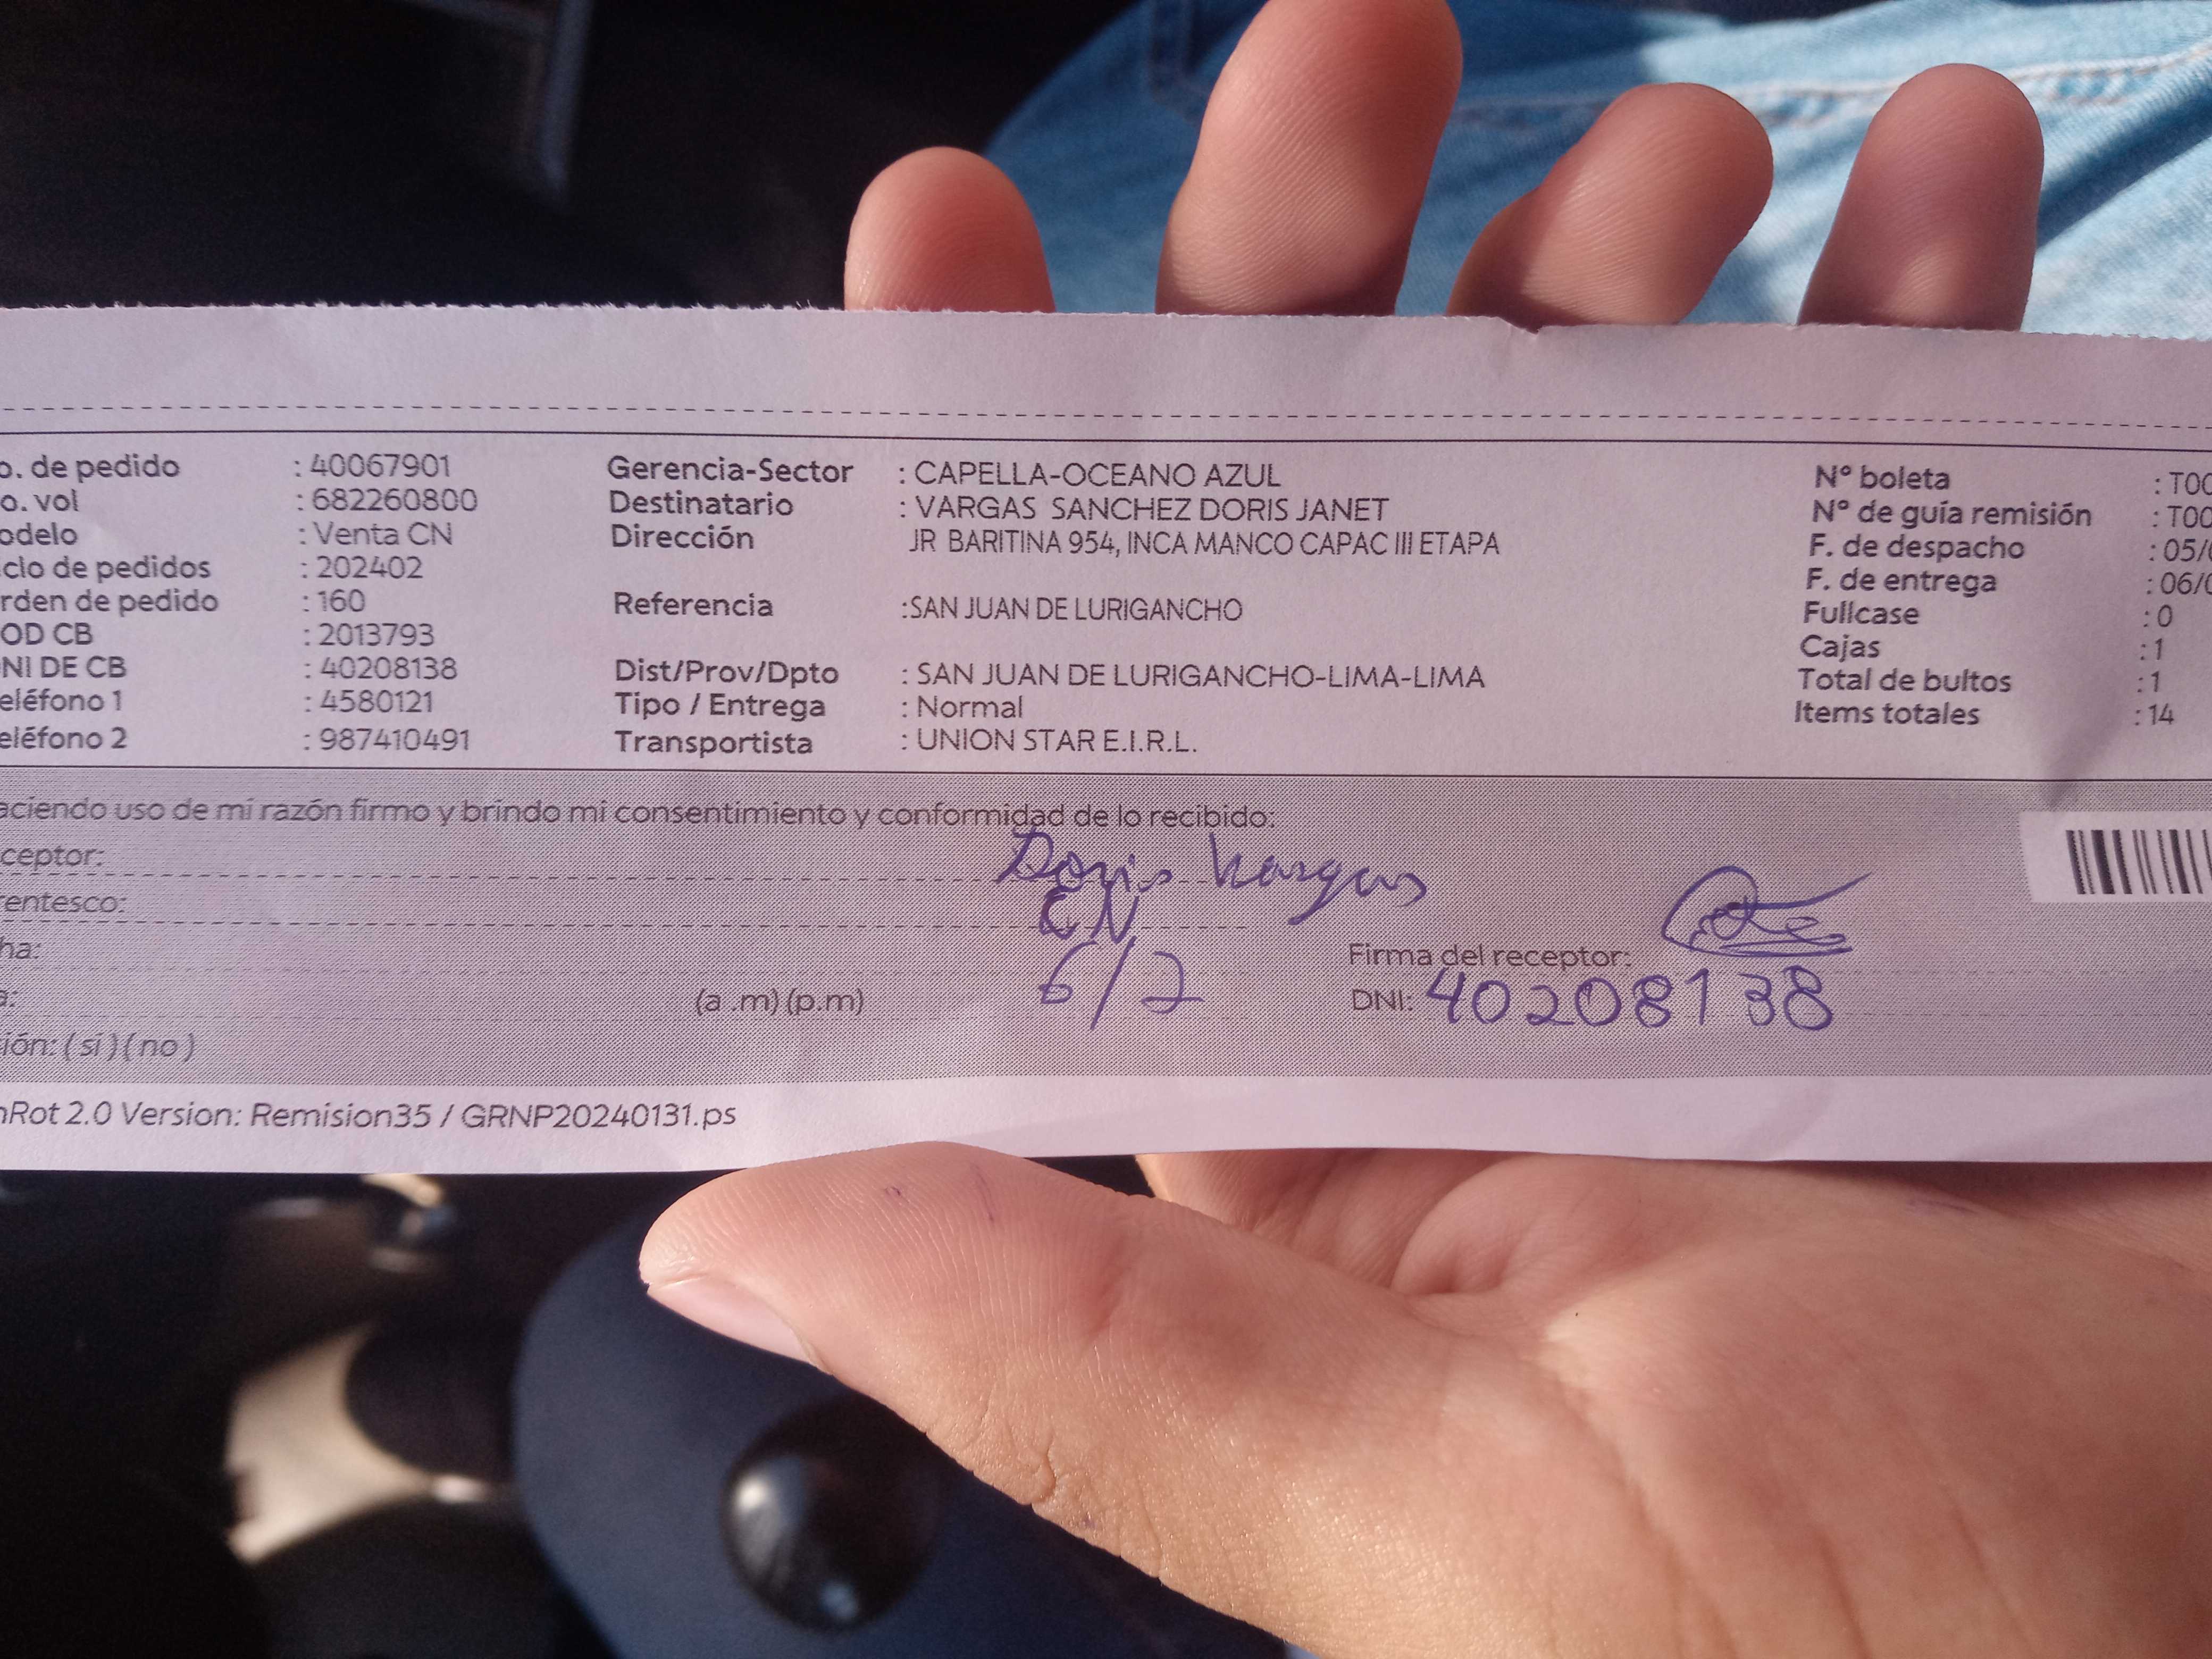 o. de pedido : 40067901 Gerencia-Sector : CAPELLA-OCEANO AZUL Nº boleta : T00
o. vol : 682260800 Destinatario : VARGAS SANCHEZ DORIS JANET Nº de guía remisión : T00
odelo : Venta CN Dirección JR BARITINA 954, INCA MANCO CAPAC III ETAPA F. de despacho : 05/0
clo de pedidos : 202402 F. de entrega : 06/0
rden de pedido : 160 Referencia :SAN JUAN DE LURIGANCHO Fullcase : 0
OD CB : 2013793 Cajas : 1
NI DE CB : 40208138 Dist/Prov/Dpto : SAN JUAN DE LURIGANCHO-LIMA-LIMA Total de bultos : 1
eléfono 1 : 4580121 Tipo / Entrega : Normal Items totales : 14
eléfono 2 : 987410491 Transportista : UNION STAR E.I.R.L.
aciendo uso de mi razón firmo y brindo mi consentimiento y conformidad de lo recibido:
ceptor: Doris Vargas
rentesco: CN
ha: 6/2 Firma del receptor:
a: (a .m) (p.m) DNI: 40208138
ión: ( sí ) ( no )
nRot 2.0 Version: Remision35 / GRNP20240131.ps